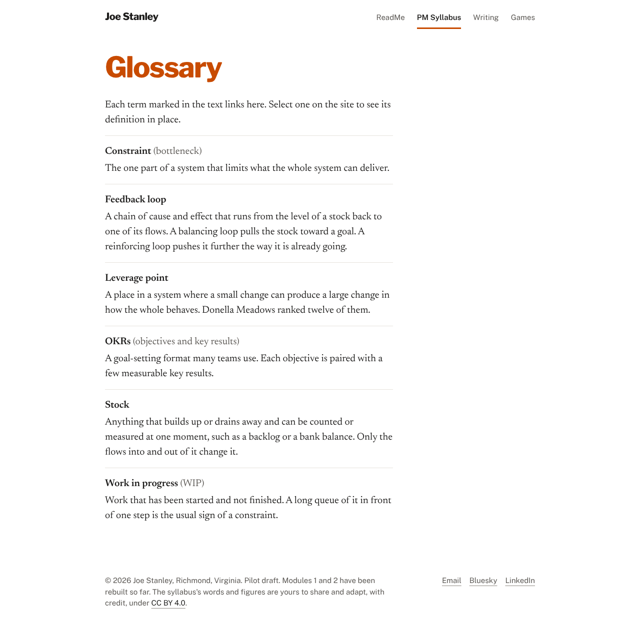 Joe Stanley
ReadMe PM Syllabus Writing Games
Glossary
Each term marked in the text links here. Select one on the site to see its
definition in place.
Constraint (bottleneck)
The one part of a system that limits what the whole system can deliver.
Feedback loop
A chain of cause and effect that runs from the level of a stock back to
one of its flows. A balancing loop pulls the stock toward a goal. A
reinforcing loop pushes it further the way it is already going.
Leverage point
A place in a system where a small change can produce a large change in
how the whole behaves. Donella Meadows ranked twelve of them.
OKRs (objectives and key results)
A goal-setting format many teams use. Each objective is paired with a
few measurable key results.
Stock
Anything that builds up or drains away and can be counted or
measured at one moment, such as a backlog or a bank balance. Only the
flows into and out of it change it.
Work in progress (WIP)
Work that has been started and not finished. A long queue of it in front
of one step is the usual sign of a constraint.
© 2026 Joe Stanley, Richmond, Virginia. Pilot draft. Modules 1 and 2 have been
rebuilt so far. The syllabus's words and figures are yours to share and adapt, with
credit, under CC BY 4.0.
Email Bluesky LinkedIn